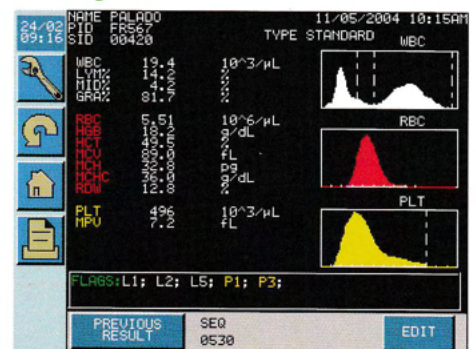 24/02
09:16
NAME PALADO 11/05/2004 10:15AM
PID FR567
SID 00420 TYPE STANDARD
WBC
WBC 19.4 10^3/µL
LYM% 14.2 %
MID% 4.2 %
GRA% 81.7 %
RBC
RBC 5.51 10^6/µL
HGB 18.2 g/dL
HCT 49.5 %
MCV 89.0 fL
MCH 32.8 pg
MCHC 36.0 g/dL
RDW 12.8 %
PLT
PLT 496 10^3/µL
MPV 7.2 fL
FLAGS:L1; L2; L5; P1; P3;
PREVIOUS RESULT
SEQ
0530
EDIT